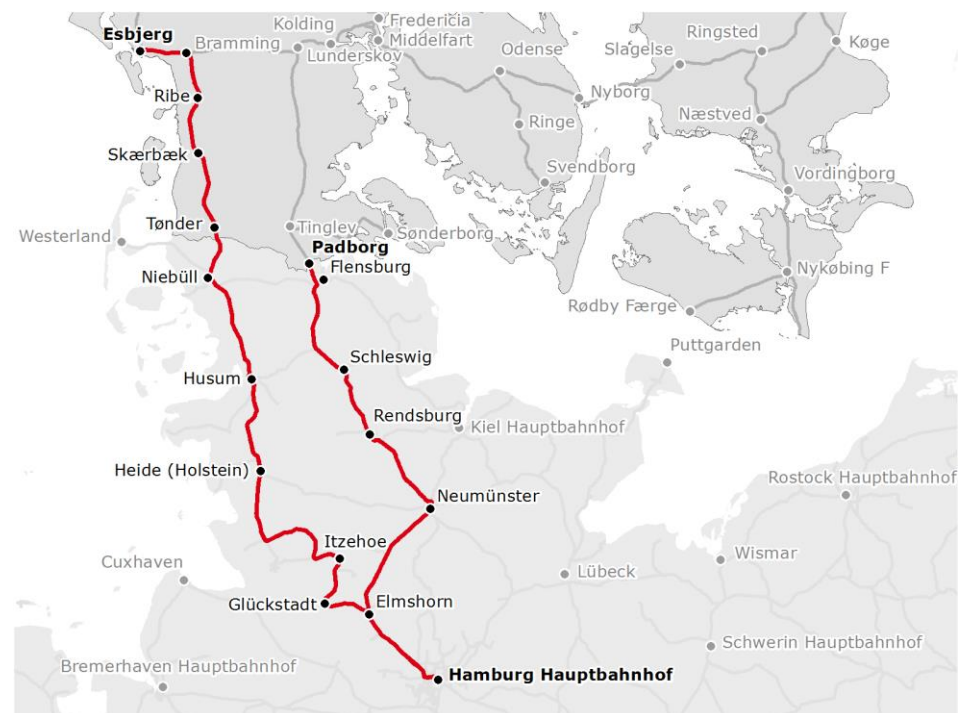 Kolding
Fredericia
Esbjerg
Bramming
Lunderskov
Middelfart
Odense
Slagelse
Ringsted
Køge
Ribe
Nyborg
Næstved
Ringe
Skærbæk
Svendborg
Vordingborg
Westerland
Tønder
Tinglev
Sønderborg
Padborg
Niebüll
Flensburg
Nykøbing F
Rødby Færge
Puttgarden
Schleswig
Husum
Rendsburg
Kiel Hauptbahnhof
Heide (Holstein)
Rostock Hauptbahnhof
Neumünster
Itzehoe
Wismar
Cuxhaven
Lübeck
Glückstadt
Elmshorn
Schwerin Hauptbahnhof
Bremerhaven Hauptbahnhof
Hamburg Hauptbahnhof